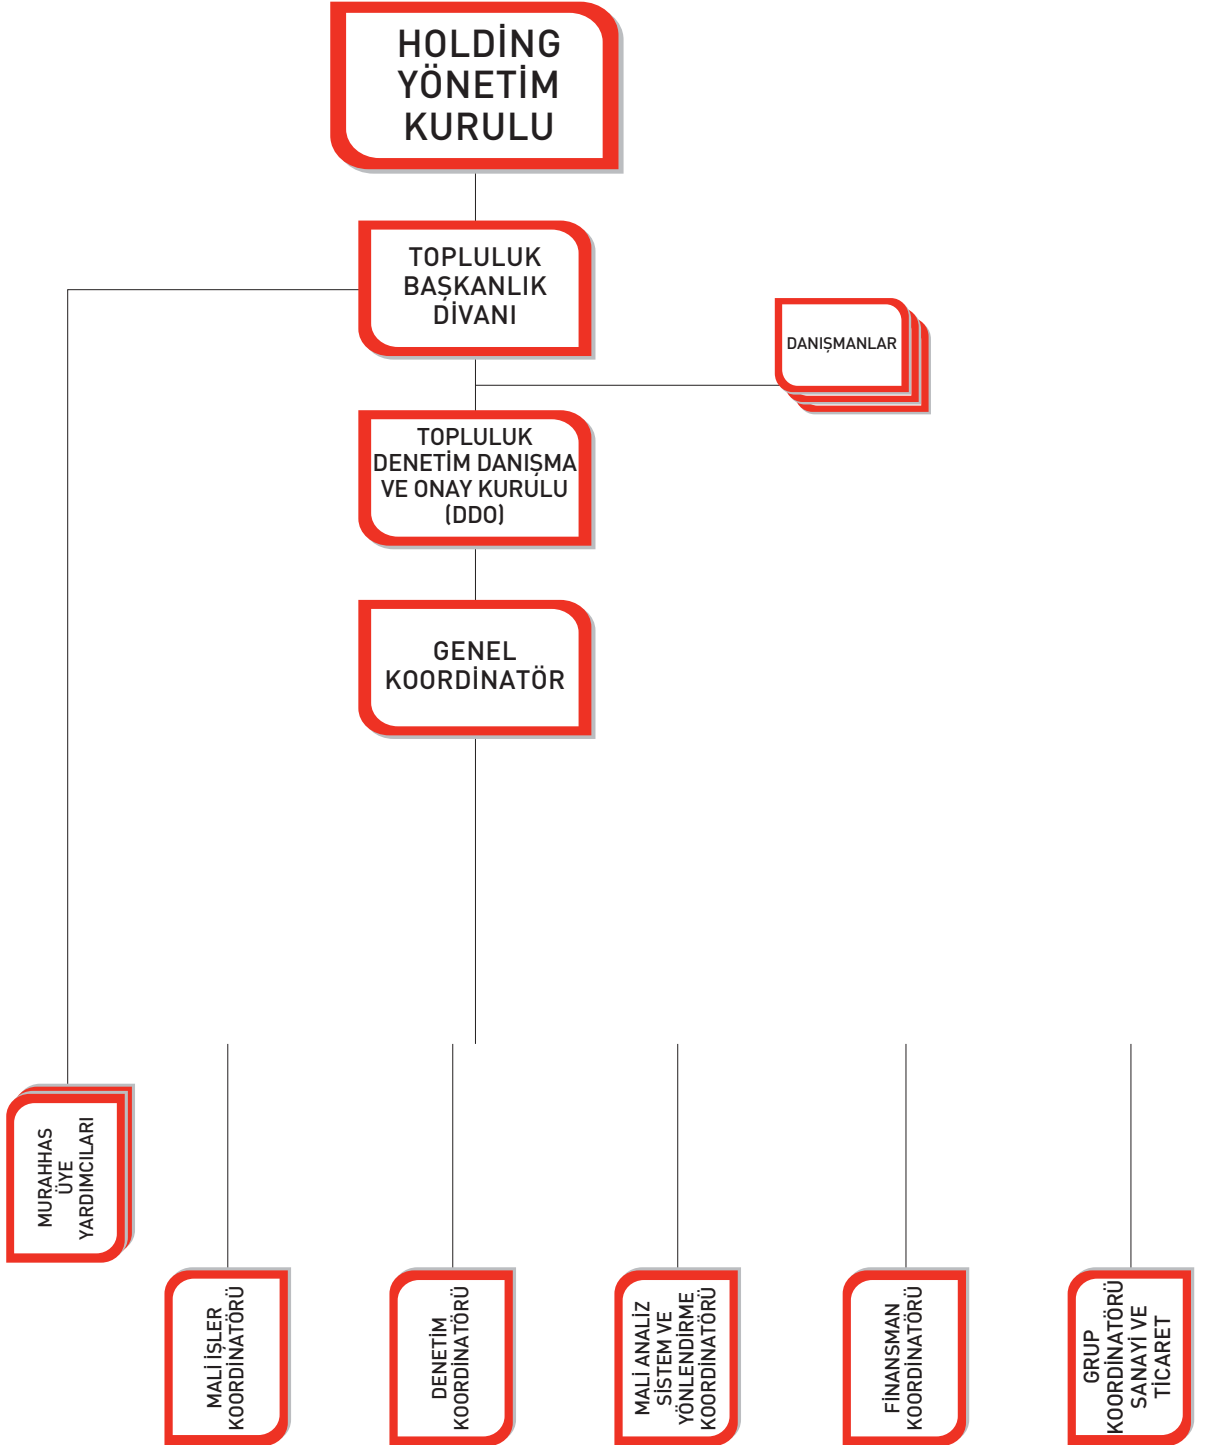 HOLDİNG
YÖNETİM
KURULU
TOPLULUK
BAŞKANLIK
DİVANI
DANIŞMANLAR
TOPLULUK
DENETİM DANIŞMA
VE ONAY KURULU
(DDO)
GENEL
KOORDİNATÖR
MURAHHAS
ÜYE
YARDIMCILARI
MALİ İŞLER
KOORDİNATÖRÜ
DENETİM
KOORDİNATÖRÜ
MALİ ANALİZ
SİSTEM VE
YÖNLENDİRME
KOORDİNATÖRÜ
FİNANSMAN
KOORDİNATÖRÜ
GRUP
KOORDİNATÖRÜ
SANAYİ VE
TİCARET